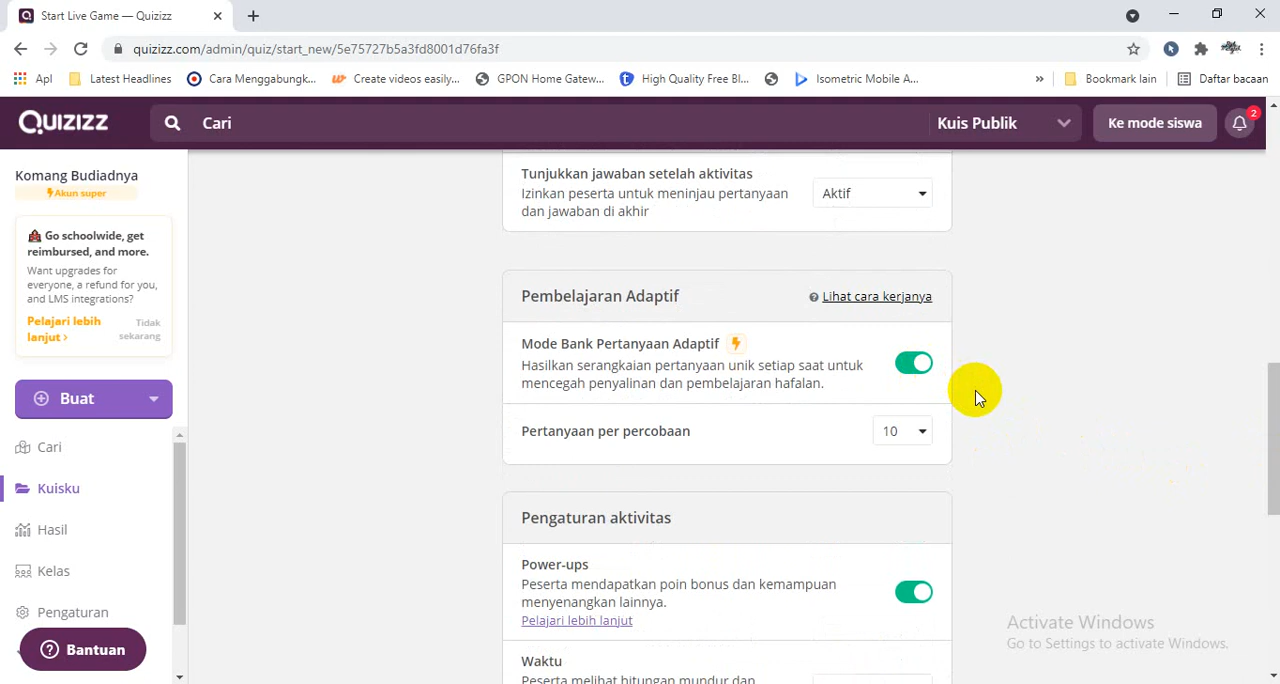 Start Live Game — Quizizz
quizizz.com/admin/quiz/start_new/5e75727b5a3fd8001d76fa3f
Apl
Latest Headlines
Cara Menggabungk...
Create videos easily...
GPON Home Gatew...
High Quality Free Bl...
Isometric Mobile A...
»
Bookmark lain
Daftar bacaan
QUIZIZZ
Cari
Kuis Publik
Ke mode siswa
2
Komang Budiadnya
Akun super
Go schoolwide, get
reimbursed, and more.
Want upgrades for
everyone, a refund for you,
and LMS integrations?
Pelajari lebih
lanjut ›
Tidak
sekarang
Buat
Cari
Kuisku
Hasil
Kelas
Pengaturan
Bantuan
Tunjukkan jawaban setelah aktivitas
Izinkan peserta untuk meninjau pertanyaan
dan jawaban di akhir
Aktif
Pembelajaran Adaptif
Lihat cara kerjanya
Mode Bank Pertanyaan Adaptif
Hasilkan serangkaian pertanyaan unik setiap saat untuk
mencegah penyalinan dan pembelajaran hafalan.
Pertanyaan per percobaan
10
Pengaturan aktivitas
Power-ups
Peserta mendapatkan poin bonus dan kemampuan
menyenangkan lainnya.
Pelajari lebih lanjut
Waktu
Peserta melihat hitungan mundur dan
Activate Windows
Go to Settings to activate Windows.